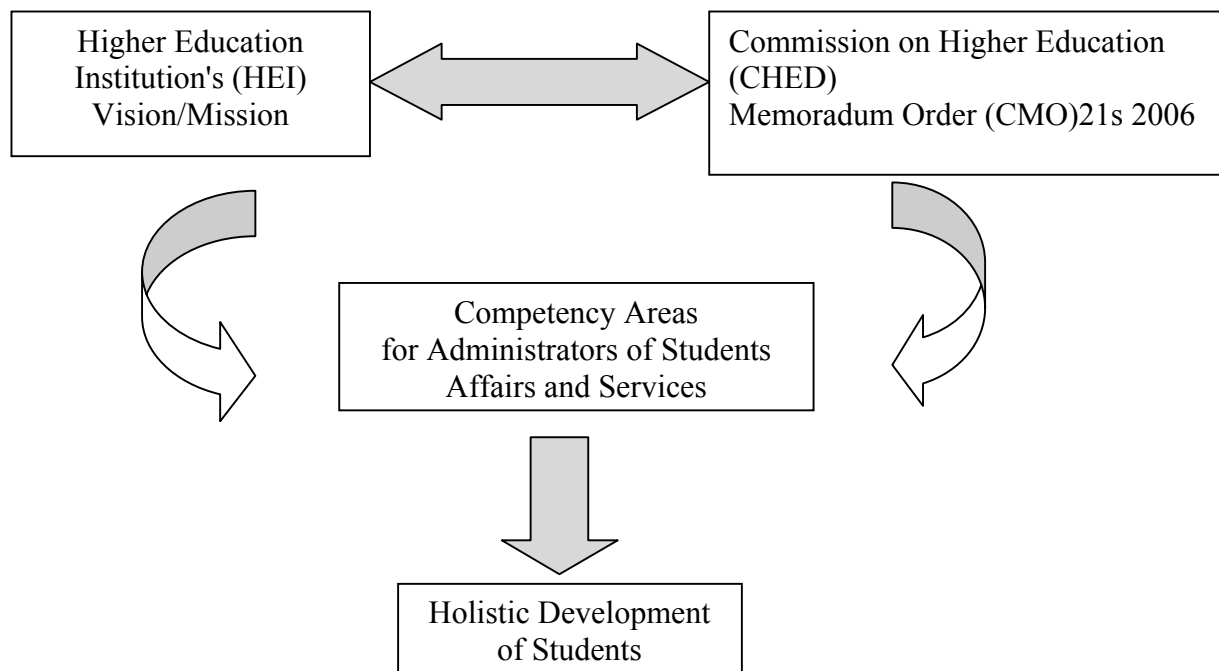 Higher Education
Institution's (HEI)
Vision/Mission
Commission on Higher Education
(CHED)
Memoradum Order (CMO)21s 2006
Competency Areas
for Administrators of Students
Affairs and Services
Holistic Development
of Students